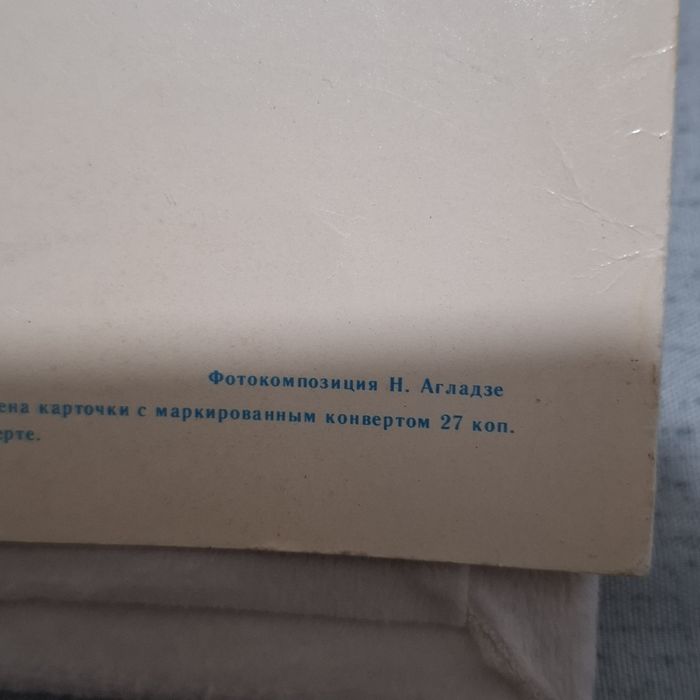 Фотокомпозиция Н. Агладзе
ена карточки с маркированным конвертом 27 коп.
ерте.